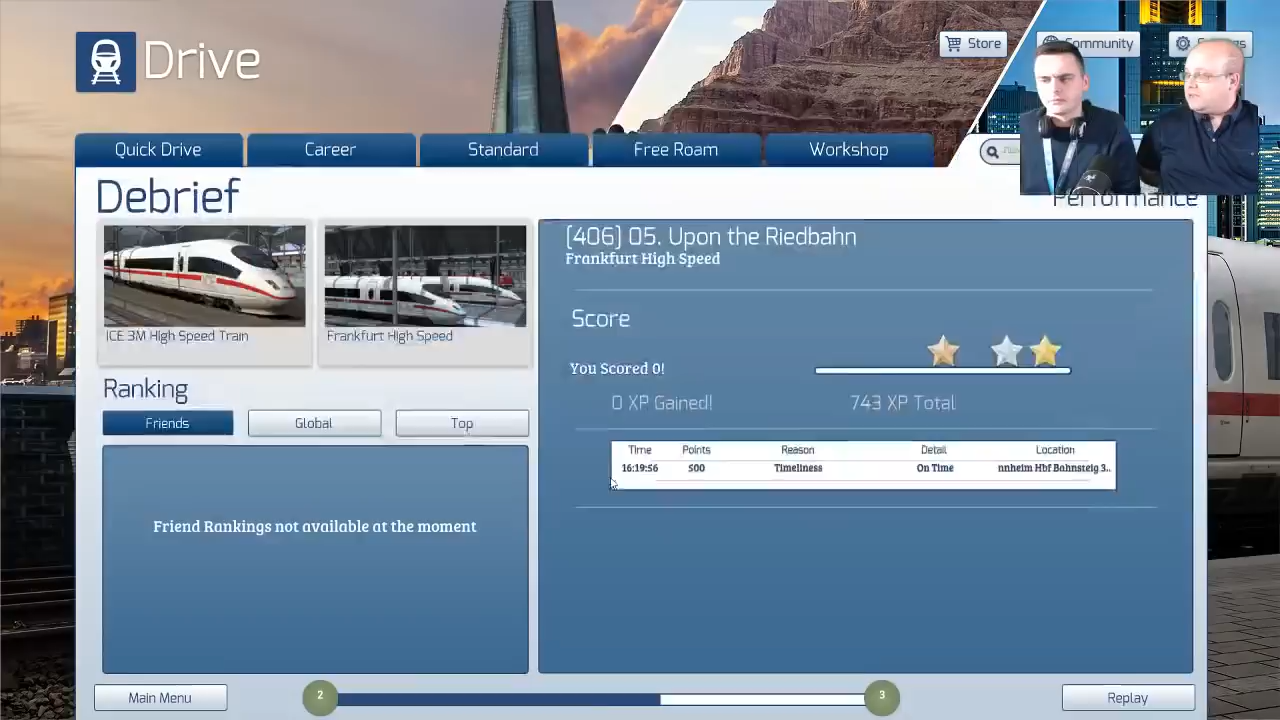 Drive
Store
Community
Quick Drive
Career
Standard
Free Roam
Workshop
Debrief
Performance
ICE 3M High Speed Train
Frankfurt High Speed
Ranking
Friends
Global
Top
Friend Rankings not available at the moment
[406] 05. Upon the Riedbahn
Frankfurt High Speed
Score
You Scored 0!
0 XP Gained!
743 XP Total
Time Points Reason Detail Location
16:19:56 500 Timeliness On Time nnheim Hbf Bahnsteig 3..
Main Menu
2
3
Replay